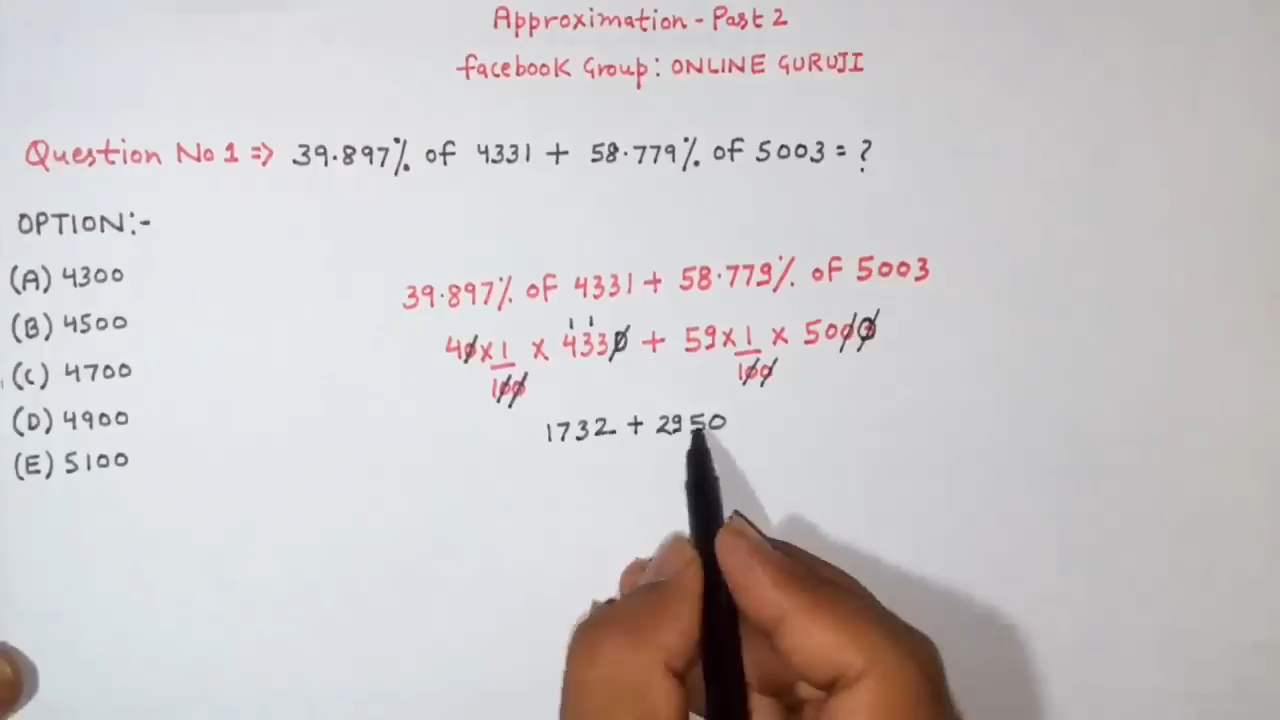 Approximation - Part 2
facebook Group: ONLINE GURUJI
Question No 1 => 39.897% of 4331 + 58.779% of 5003 = ?
OPTION:-
(A) 4300
(B) 4500
(C) 4700
(D) 4900
(E) 5100
39.897% of 4331 + 58.779% of 5003
40 × 1/100 × 4330 + 59 × 1/100 × 5000
1732 + 2950